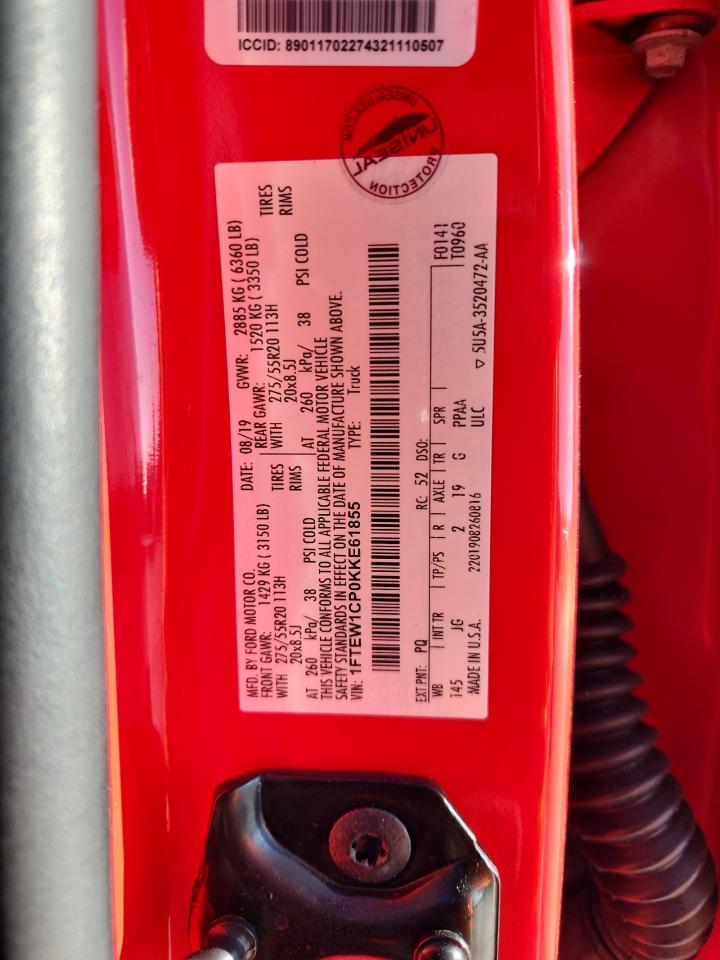 ICCID: 89011702274321110507
UNISEALUSA.COM
UNISEAL
PROTECTION
MFD. BY FORD MOTOR CO. DATE: 08/19 GVWR: 2885 KG ( 6360 LB)
FRONT GAWR: 1429 KG ( 3150 LB) REAR GAWR: 1520 KG ( 3350 LB)
WITH 275/55R20 113H TIRES WITH 275/55R20 113H TIRES
20x8.5J RIMS 20x8.5J RIMS
AT 260 kPa/ 38 PSI COLD AT 260 kPa/ 38 PSI COLD
THIS VEHICLE CONFORMS TO ALL APPLICABLE FEDERAL MOTOR VEHICLE
SAFETY STANDARDS IN EFFECT ON THE DATE OF MANUFACTURE SHOWN ABOVE.
VIN: 1FTEW1CP0KKE61855 TYPE: Truck
EXT PNT: PQ RC: 52 DSO: F0141
WB INT TR TP/PS R AXLE TR SPR T0960
145 JG 2 19 G PPAA
MADE IN U.S.A. 2201908260816 ULC ▽ 5U5A-3520472-AA